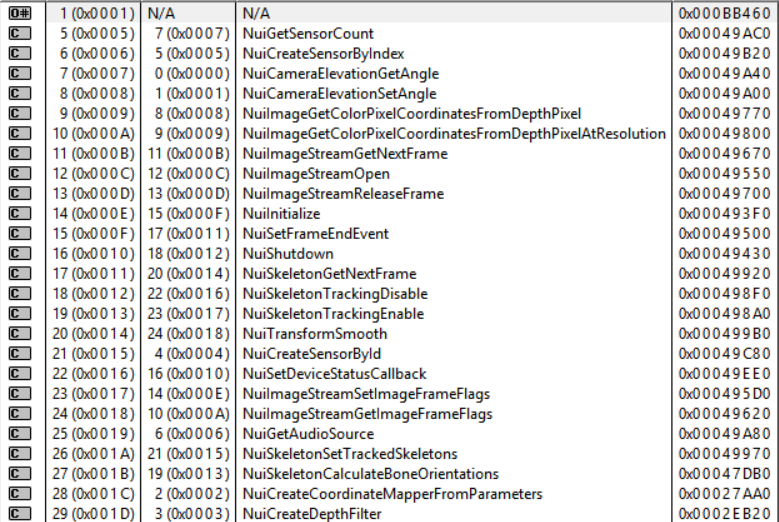 O# 1 (0x0001) N/A N/A 0x000BB460
C 5 (0x0005) 7 (0x0007) NuiGetSensorCount 0x00049AC0
C 6 (0x0006) 5 (0x0005) NuiCreateSensorByIndex 0x00049B20
C 7 (0x0007) 0 (0x0000) NuiCameraElevationGetAngle 0x00049A40
C 8 (0x0008) 1 (0x0001) NuiCameraElevationSetAngle 0x00049A00
C 9 (0x0009) 8 (0x0008) NuiImageGetColorPixelCoordinatesFromDepthPixel 0x00049770
C 10 (0x000A) 9 (0x0009) NuiImageGetColorPixelCoordinatesFromDepthPixelAtResolution 0x00049800
C 11 (0x000B) 11 (0x000B) NuiImageStreamGetNextFrame 0x00049670
C 12 (0x000C) 12 (0x000C) NuiImageStreamOpen 0x00049550
C 13 (0x000D) 13 (0x000D) NuiImageStreamReleaseFrame 0x00049700
C 14 (0x000E) 15 (0x000F) NuiInitialize 0x000493F0
C 15 (0x000F) 17 (0x0011) NuiSetFrameEndEvent 0x00049500
C 16 (0x0010) 18 (0x0012) NuiShutdown 0x00049430
C 17 (0x0011) 20 (0x0014) NuiSkeletonGetNextFrame 0x00049920
C 18 (0x0012) 22 (0x0016) NuiSkeletonTrackingDisable 0x000498F0
C 19 (0x0013) 23 (0x0017) NuiSkeletonTrackingEnable 0x000498A0
C 20 (0x0014) 24 (0x0018) NuiTransformSmooth 0x000499B0
C 21 (0x0015) 4 (0x0004) NuiCreateSensorById 0x00049C80
C 22 (0x0016) 16 (0x0010) NuiSetDeviceStatusCallback 0x00049EE0
C 23 (0x0017) 14 (0x000E) NuiImageStreamSetImageFrameFlags 0x000495D0
C 24 (0x0018) 10 (0x000A) NuiImageStreamGetImageFrameFlags 0x00049620
C 25 (0x0019) 6 (0x0006) NuiGetAudioSource 0x00049A80
C 26 (0x001A) 21 (0x0015) NuiSkeletonSetTrackedSkeletons 0x00049970
C 27 (0x001B) 19 (0x0013) NuiSkeletonCalculateBoneOrientations 0x00047DB0
C 28 (0x001C) 2 (0x0002) NuiCreateCoordinateMapperFromParameters 0x00027AA0
C 29 (0x001D) 3 (0x0003) NuiCreateDepthFilter 0x0002EB20